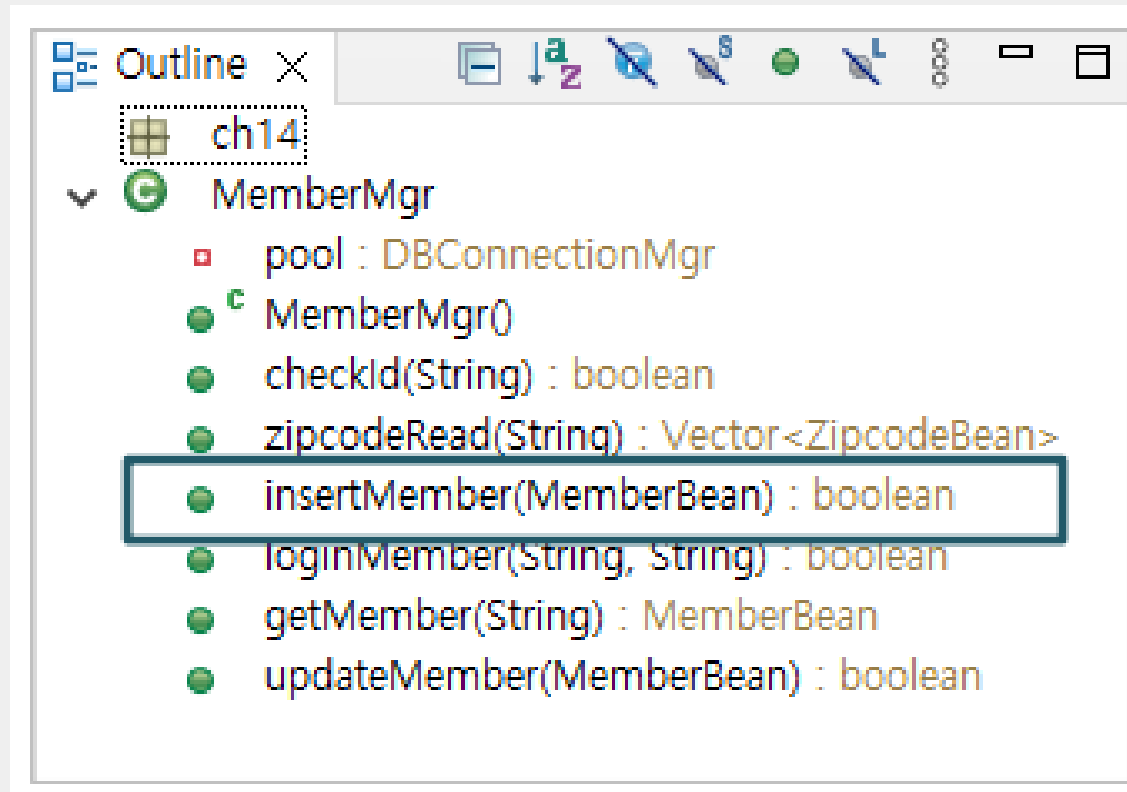 Outline
ch14
MemberMgr
pool : DBConnectionMgr
MemberMgr()
checkId(String) : boolean
zipcodeRead(String) : Vector<ZipcodeBean>
insertMember(MemberBean) : boolean
loginMember(String, String) : boolean
getMember(String) : MemberBean
updateMember(MemberBean) : boolean